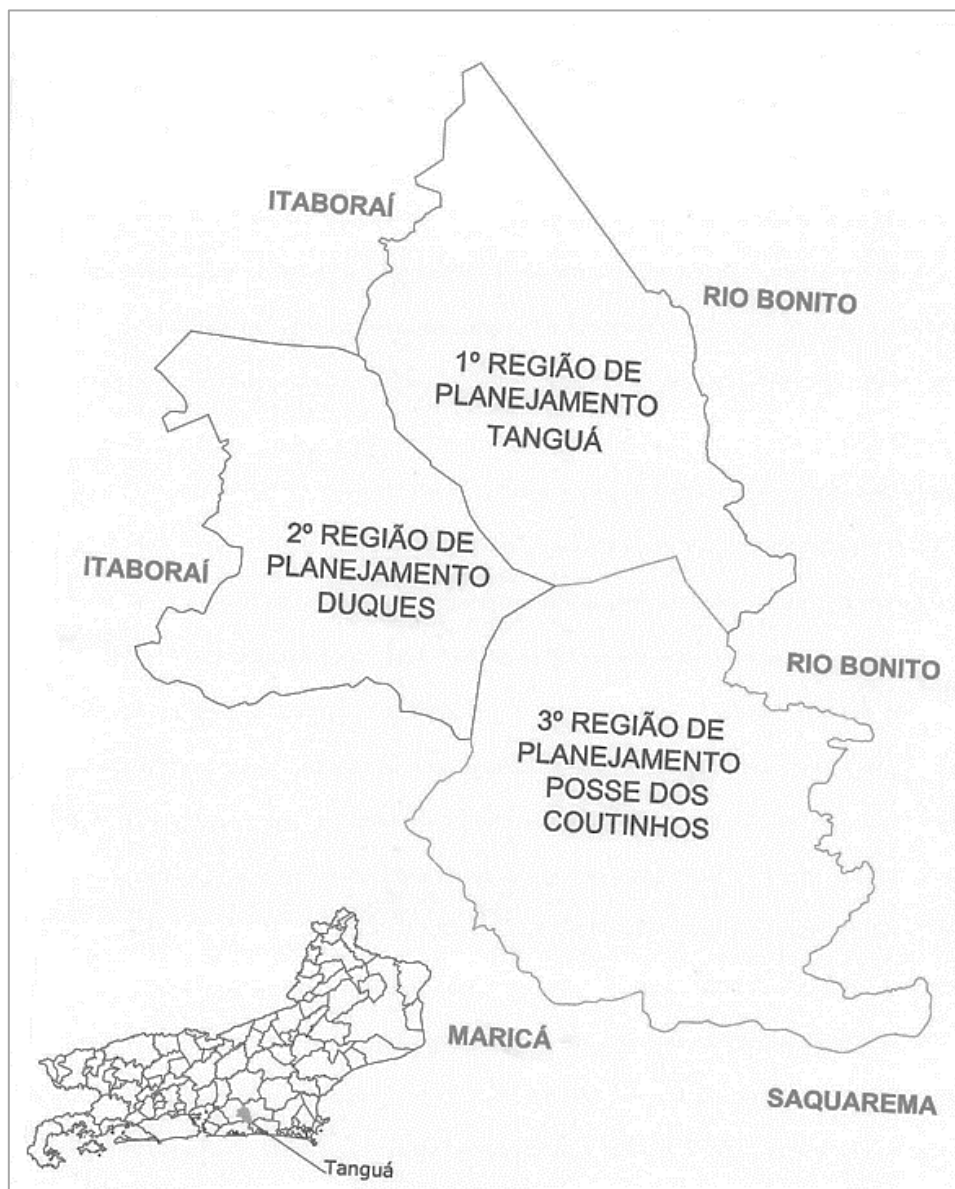 ITABORAÍ
RIO BONITO
1º REGIÃO DE
PLANEJAMENTO
TANGUÁ
2º REGIÃO DE
PLANEJAMENTO
DUQUES
ITABORAÍ
RIO BONITO
3º REGIÃO DE
PLANEJAMENTO
POSSE DOS
COUTINHOS
MARICÁ
SAQUAREMA
Tanguá